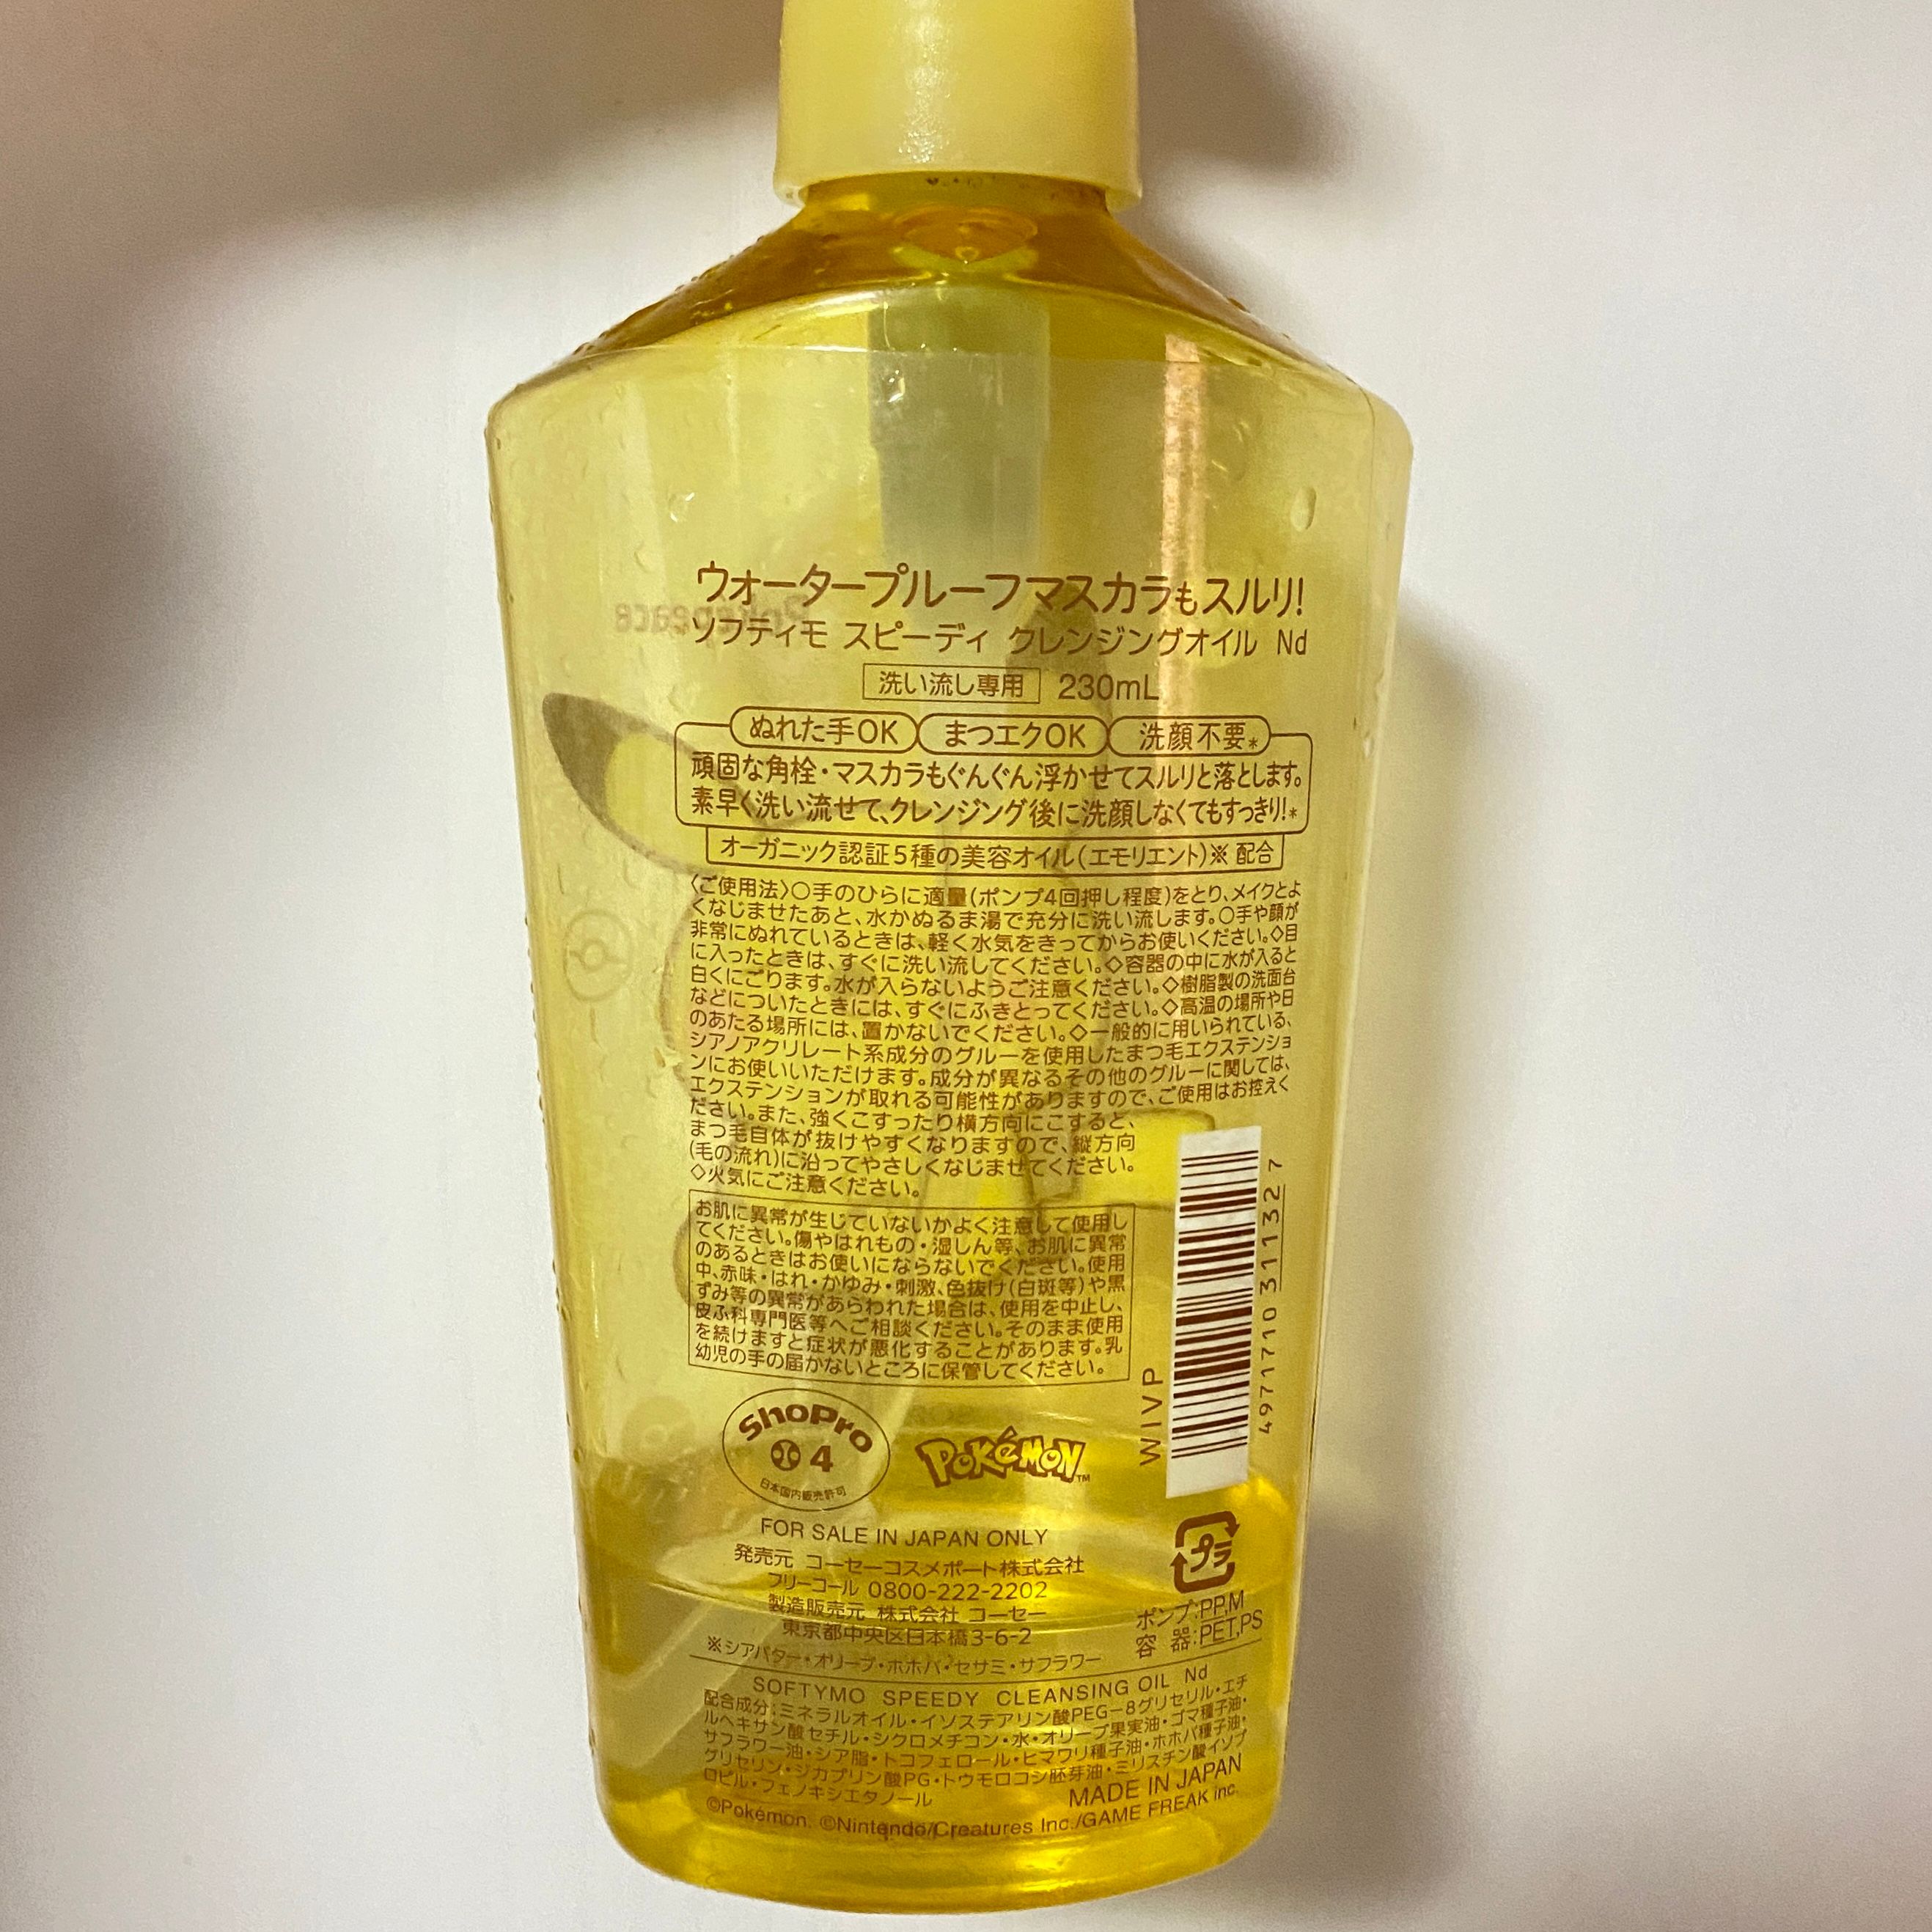 ウォータープルーフマスカラもスルリ!
ソフティモ スピーディ クレンジングオイル Nd
洗い流し専用 230mL
ぬれた手OK まつエクOK 洗顔不要*
頑固な角栓・マスカラもぐんぐん浮かせてスルリと落とします。
素早く洗い流せて、クレンジング後に洗顔しなくてもすっきり!*
オーガニック認証5種の美容オイル(エモリエント)※配合
〈ご使用法〉○手のひらに適量(ポンプ4回押し程度)をとり、メイクとよ
くなじませたあと、水かぬるま湯で充分に洗い流します。○手や顔が
非常にぬれているときは、軽く水気をきってからお使いください。◇目
に入ったときは、すぐに洗い流してください。◇容器の中に水が入ると
白くにごります。水が入らないようご注意ください。◇樹脂製の洗面台
などについたときには、すぐにふきとってください。◇高温の場所や日
のあたる場所には、置かないでください。◇一般的に用いられている、
シアノアクリレート系成分のグルーを使用したまつ毛エクステンショ
ンにお使いいただけます。成分が異なるその他のグルーに関しては、
エクステンションが取れる可能性がありますので、ご使用はお控えく
ださい。また、強くこすったり横方向にこすると、
まつ毛自体が抜けやすくなりますので、縦方向
(毛の流れ)に沿ってやさしくなじませてください。
◇火気にご注意ください。
お肌に異常が生じていないかよく注意して使用し
てください。傷やはれもの・湿しん等、お肌に異常
のあるときはお使いにならないでください。使用
中、赤味・はれ・かゆみ・刺激、色抜け(白斑等)や黒
ずみ等の異常があらわれた場合は、使用を中止し、
皮ふ科専門医等へご相談ください。そのまま使用
を続けますと症状が悪化することがあります。乳
幼児の手の届かないところに保管してください。
WIVP
4971710311327
ShoPro
4
日本国内販売許可
POKéMON™
FOR SALE IN JAPAN ONLY
発売元 コーセーコスメポート株式会社
フリーコール 0800-222-2202
製造販売元 株式会社 コーセー
東京都中央区日本橋3-6-2
プラ
ポンプ:PP,M
容 器:PET,PS
※シアバター・オリーブ・ホホバ・セサミ・サフラワー
SOFTYMO SPEEDY CLEANSING OIL Nd
配合成分:ミネラルオイル・イソステアリン酸PEG-8グリセリル・エチ
ルヘキサン酸セチル・シクロメチコン・水・オリーブ果実油・ゴマ種子油・
サフラワー油・シア脂・トコフェロール・ヒマワリ種子油・ホホバ種子油・
グリセリン・ジカプリン酸PG・トウモロコシ胚芽油・ミリスチン酸イソプ
ロピル・フェノキシエタノール
MADE IN JAPAN
©Pokémon. ©Nintendo/Creatures Inc./GAME FREAK inc.